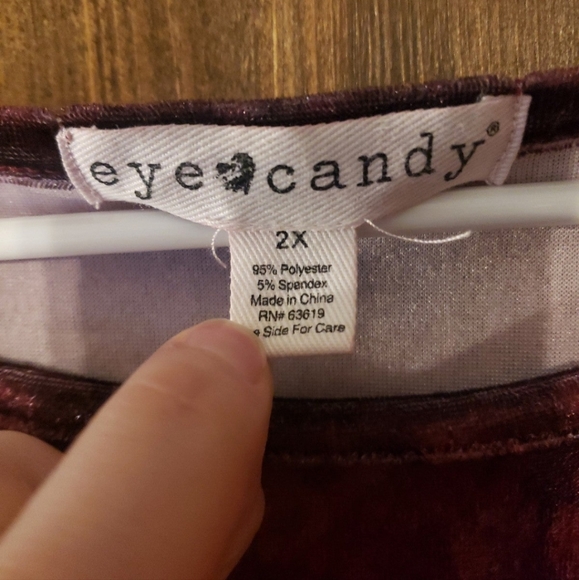 eye candy®
2X
95% Polyester
5% Spandex
Made in China
RN# 63619
Side For Care